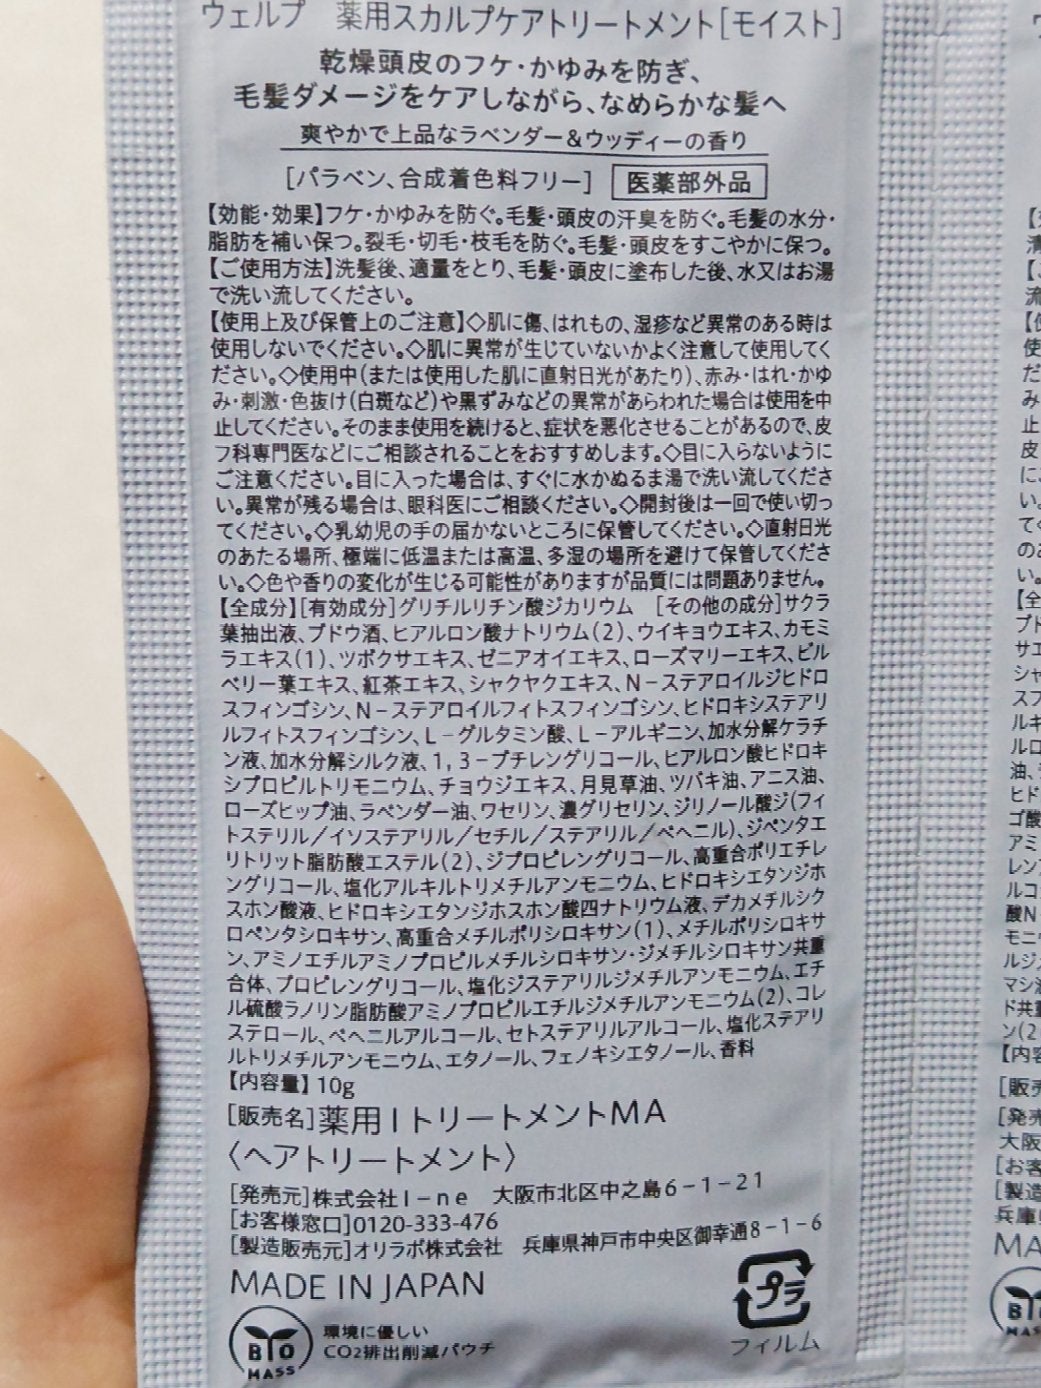 ウェルプ 薬用スカルプケアトリートメント[モイスト]
乾燥頭皮のフケ・かゆみを防ぎ、
毛髪ダメージをケアしながら、なめらかな髪へ
爽やかで上品なラベンダー&ウッディーの香り
[パラベン、合成着色料フリー] 医薬部外品
【効能・効果】フケ・かゆみを防ぐ。毛髪・頭皮の汗臭を防ぐ。毛髪の水分・
脂肪を補い保つ。裂毛・切毛・枝毛を防ぐ。毛髪・頭皮をすこやかに保つ。
【ご使用方法】洗髪後、適量をとり、毛髪・頭皮に塗布した後、水又はお湯
で洗い流してください。
【使用上及び保管上のご注意】◇肌に傷、はれもの、湿疹など異常のある時は
使用しないでください。◇肌に異常が生じていないかよく注意して使用してく
ださい。◇使用中(または使用した肌に直射日光があたり)、赤み・はれ・かゆ
み・刺激・色抜け(白斑など)や黒ずみなどの異常があらわれた場合は使用を中
止してください。そのまま使用を続けると、症状を悪化させることがあるので、皮
フ科専門医などにご相談されることをおすすめします。◇目に入らないように
ご注意ください。目に入った場合は、すぐに水かぬるま湯で洗い流してくださ
い。異常が残る場合は、眼科医にご相談ください。◇開封後は一回で使い切っ
てください。◇乳幼児の手の届かないところに保管してください。◇直射日光
のあたる場所、極端に低温または高温、多湿の場所を避けて保管してくださ
い。◇色や香りの変化が生じる可能性がありますが品質には問題ありません。
【全成分】[有効成分]グリチルリチン酸ジカリウム [その他の成分]サクラ
葉抽出液、ブドウ酒、ヒアルロン酸ナトリウム(2)、ウイキョウエキス、カモミ
ラエキス(1)、ツボクサエキス、ゼニアオイエキス、ローズマリーエキス、ビル
ベリー葉エキス、紅茶エキス、シャクヤクエキス、N-ステアロイルジヒドロ
スフィンゴシン、N-ステアロイルフィトスフィンゴシン、ヒドロキシステアリ
ルフィトスフィンゴシン、L-グルタミン酸、L-アルギニン、加水分解ケラチ
ン液、加水分解シルク液、1,3-ブチレングリコール、ヒアルロン酸ヒドロキ
シプロピルトリモニウム、チョウジエキス、月見草油、ツバキ油、アニス油、
ローズヒップ油、ラベンダー油、ワセリン、濃グリセリン、ジリノール酸ジ(フィ
トステリル/イソステアリル/セチル/ステアリル/ベヘニル)、ジペンタエ
リトリット脂肪酸エステル(2)、ジプロピレングリコール、高重合ポリエチレ
ングリコール、塩化アルキルトリメチルアンモニウム、ヒドロキシエタンジホ
スホン酸液、ヒドロキシエタンジホスホン酸四ナトリウム液、デカメチルシク
ロペンタシロキサン、高重合メチルポリシロキサン(1)、メチルポリシロキサ
ン、アミノエチルアミノプロピルメチルシロキサン・ジメチルシロキサン共重
合体、プロピレングリコール、塩化ジステアリルジメチルアンモニウム、エチ
ル硫酸ラノリン脂肪酸アミノプロピルエチルジメチルアンモニウム(2)、コレ
ステロール、ベヘニルアルコール、セトステアリルアルコール、塩化ステアリ
ルトリメチルアンモニウム、エタノール、フェノキシエタノール、香料
【内容量】10g
[販売名]薬用IトリートメントMA
〈ヘアトリートメント〉
[発売元]株式会社I-ne 大阪市北区中之島6-1-21
[お客様窓口]0120-333-476
[製造販売元]オリラボ株式会社 兵庫県神戸市中央区御幸通8-1-6
MADE IN JAPAN
プラ
フィルム
BIO
MASS
環境に優しい
CO2排出削減パウチ